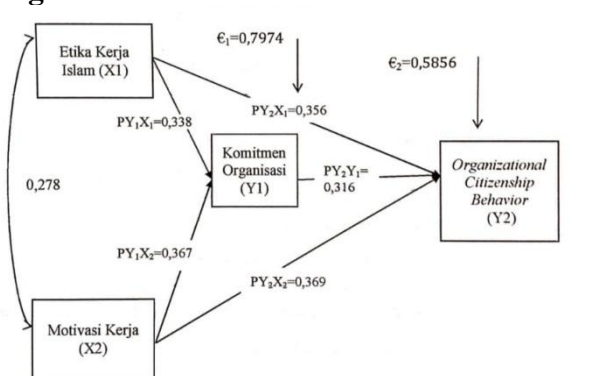 €₁=0,7974
Etika Kerja
Islam (X1)
€₂=0,5856
PY₂X₁=0,356
PY₁X₁=0,338
Komitmen
Organisasi
(Y1)
PY₂Y₁=
0,316
Organizational
Citizenship
Behavior
(Y2)
0,278
PY₁X₂=0,367
PY₂X₂=0,369
Motivasi Kerja
(X2)